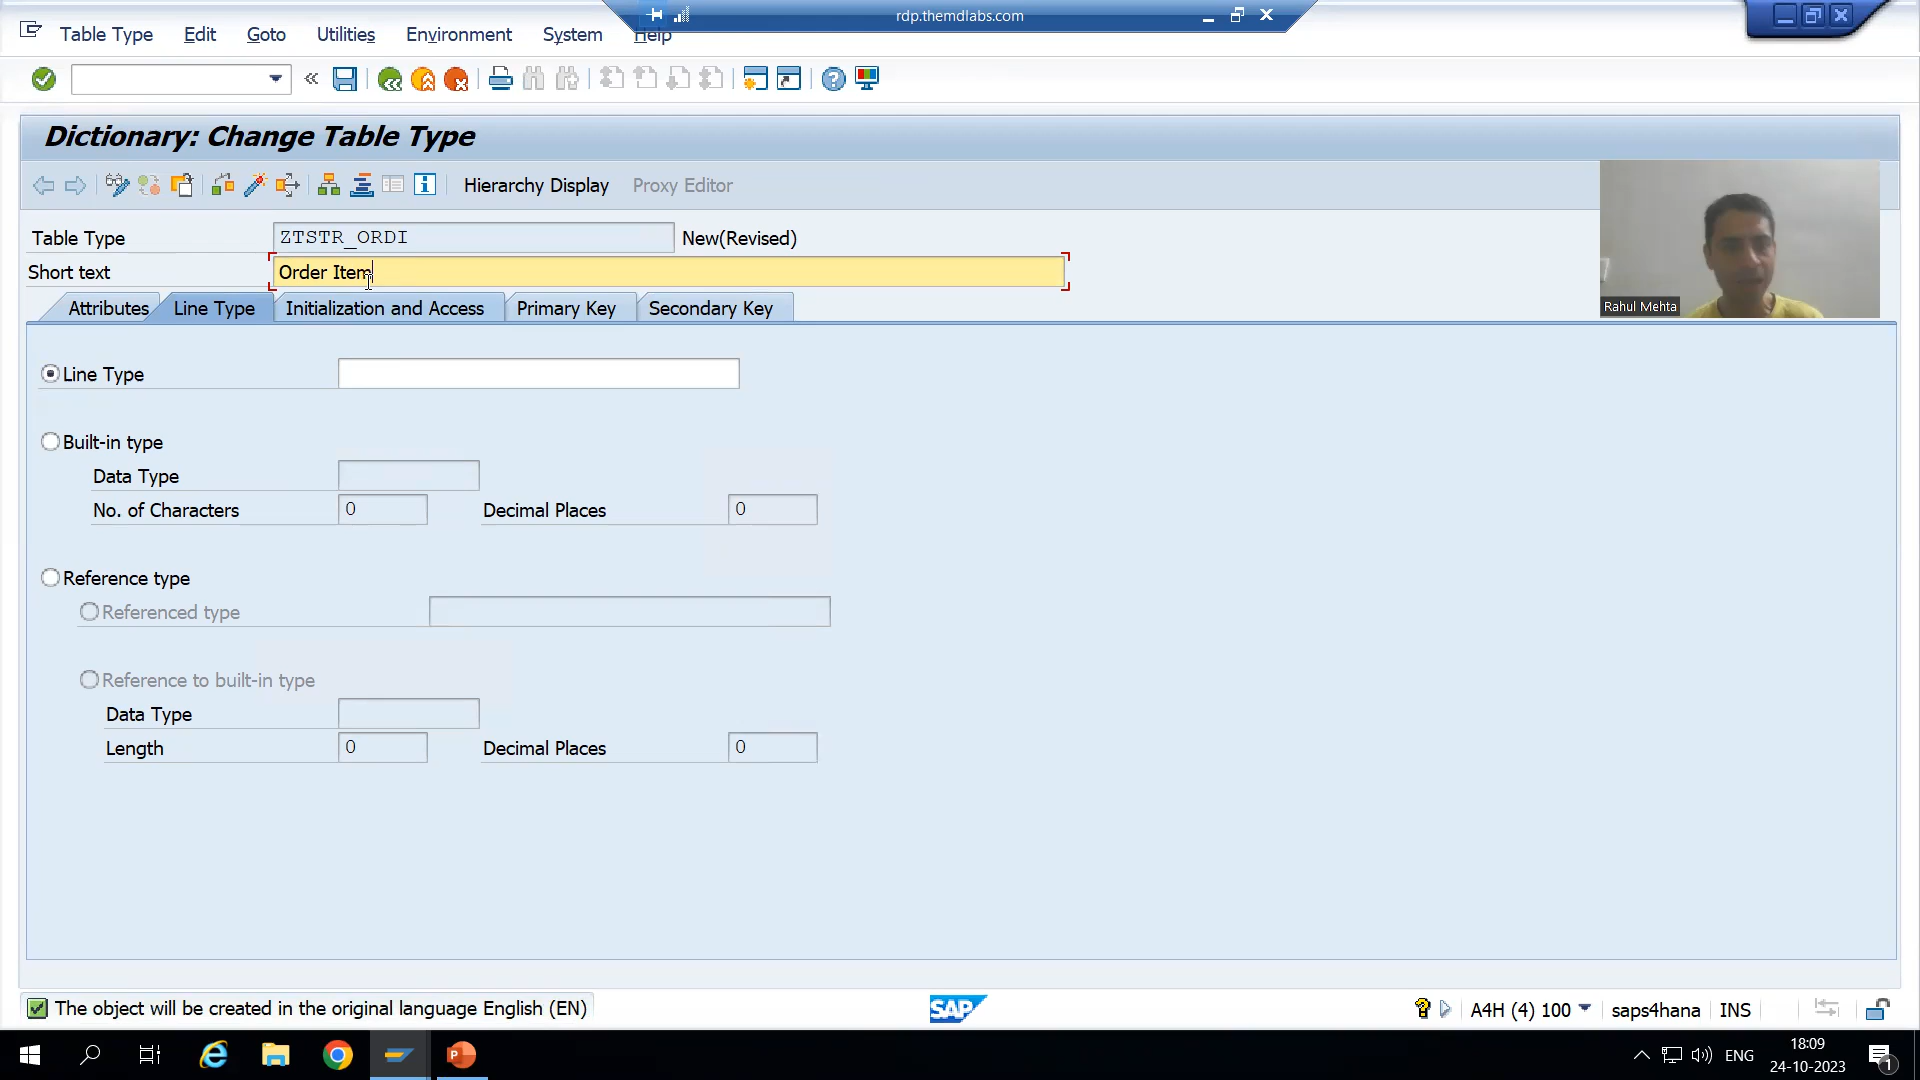 rdp.themdlabs.com
Table Type Edit Goto Utilities Environment System Help
Dictionary: Change Table Type
Hierarchy Display Proxy Editor
Table Type ZTSTR_ORDI New(Revised)
Short text Order Item
Attributes Line Type Initialization and Access Primary Key Secondary Key
Rahul Mehta
Line Type
Built-in type
Data Type
No. of Characters 0 Decimal Places 0
Reference type
Referenced type
Reference to built-in type
Data Type
Length 0 Decimal Places 0
The object will be created in the original language English (EN)
SAP
A4H (4) 100 saps4hana INS
ENG
18:09
24-10-2023
1